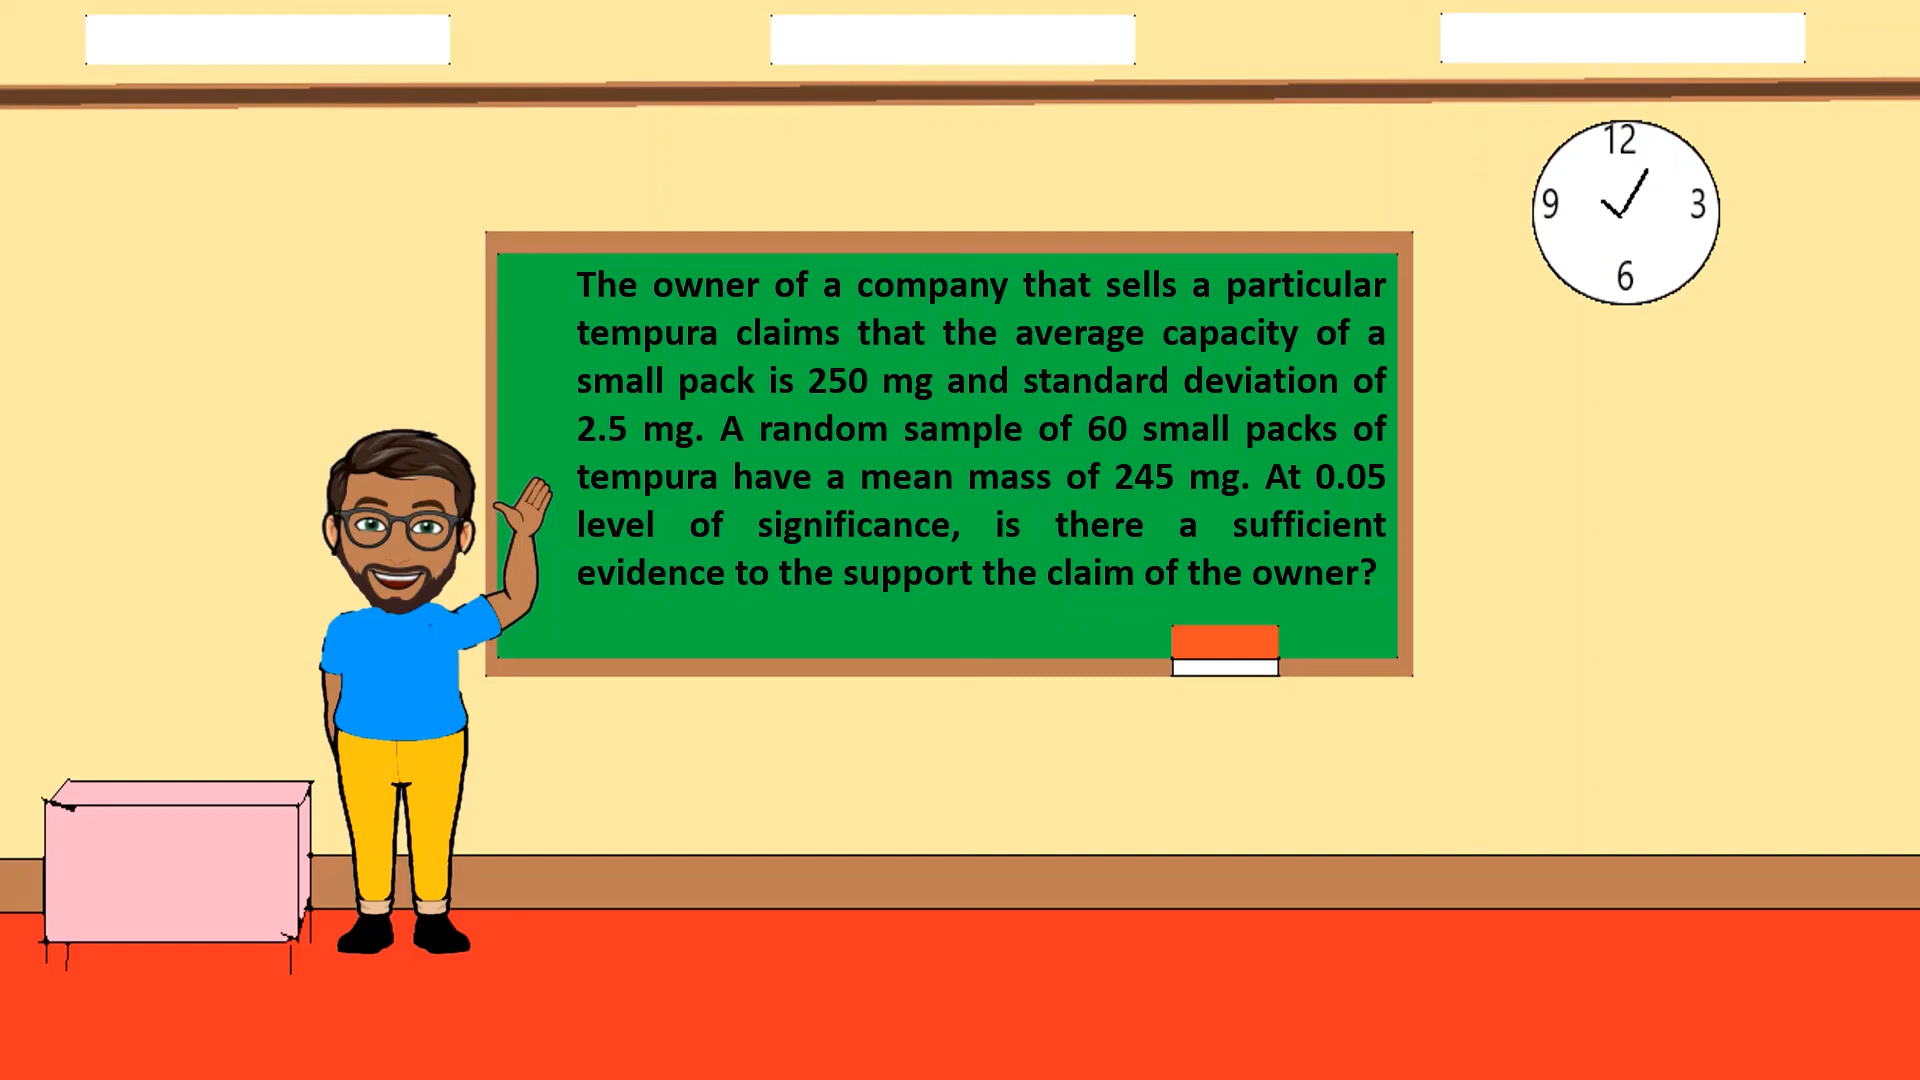 12
9
3
6
The owner of a company that sells a particular
tempura claims that the average capacity of a
small pack is 250 mg and standard deviation of
2.5 mg. A random sample of 60 small packs of
tempura have a mean mass of 245 mg. At 0.05
level of significance, is there a sufficient
evidence to the support the claim of the owner?